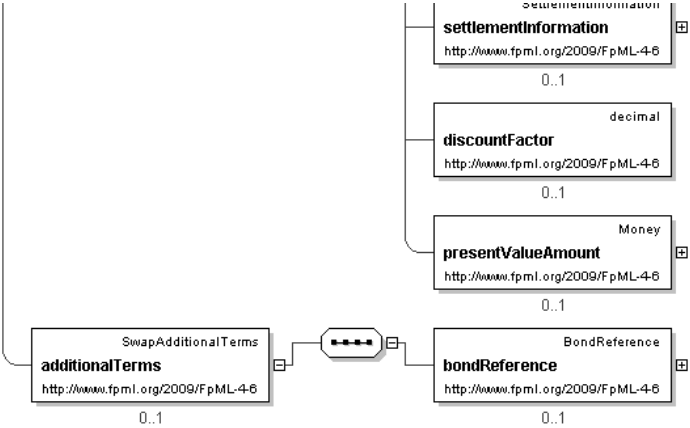 SettlementInformation
settlementInformation
http://www.fpml.org/2009/FpML-4-6
0..1
decimal
discountFactor
http://www.fpml.org/2009/FpML-4-6
0..1
Money
presentValueAmount
http://www.fpml.org/2009/FpML-4-6
0..1
SwapAdditionalTerms
additionalTerms
http://www.fpml.org/2009/FpML-4-6
0..1
BondReference
bondReference
http://www.fpml.org/2009/FpML-4-6
0..1